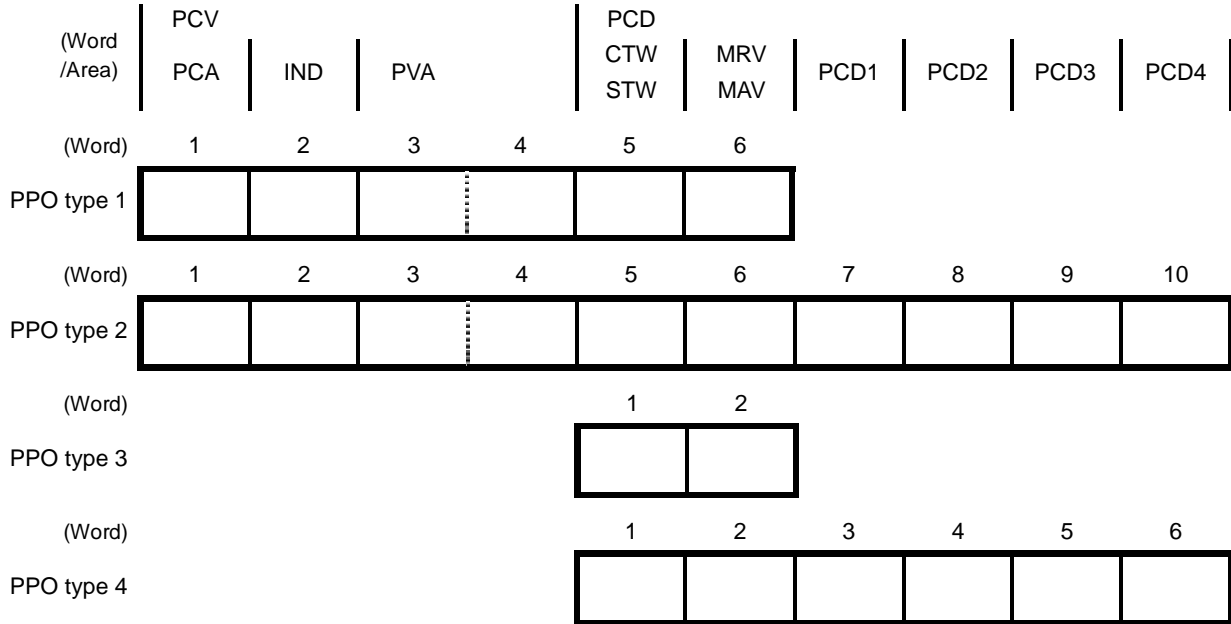 PCV PCD
(Word CTW MRV
/Area) PCA IND PVA STW MAV PCD1 PCD2 PCD3 PCD4
(Word) 1 2 3 4 5 6
PPO type 1
(Word) 1 2 3 4 5 6 7 8 9 10
PPO type 2
(Word) 1 2
PPO type 3
(Word) 1 2 3 4 5 6
PPO type 4